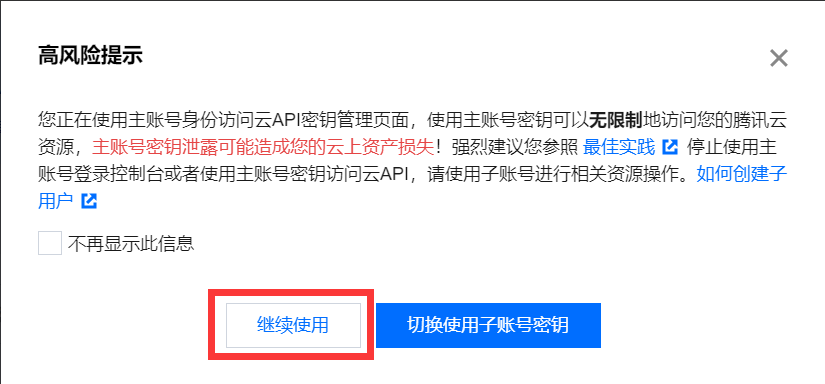 高风险提示
您正在使用主账号身份访问云API密钥管理页面，使用主账号密钥可以无限制地访问您的腾讯云
资源，主账号密钥泄露可能造成您的云上资产损失！强烈建议您参照 最佳实践 停止使用主
账号登录控制台或者使用主账号密钥访问云API，请使用子账号进行相关资源操作。如何创建子
用户
不再显示此信息
继续使用 切换使用子账号密钥